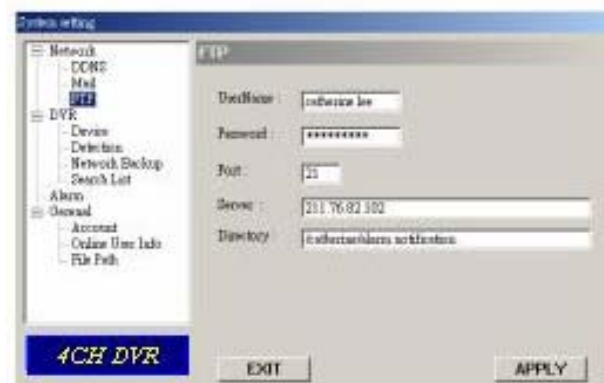 System setting
Network
DDNS
Mail
FTP
DVR
Device
Detection
Network Backup
Search List
Alarm
General
Account
Online User Info
File Path
4CH DVR
FTP
UserName : catherine lee
Password : *********
Port : 21
Server : 211.76.82.102
Directory
EXIT
APPLY